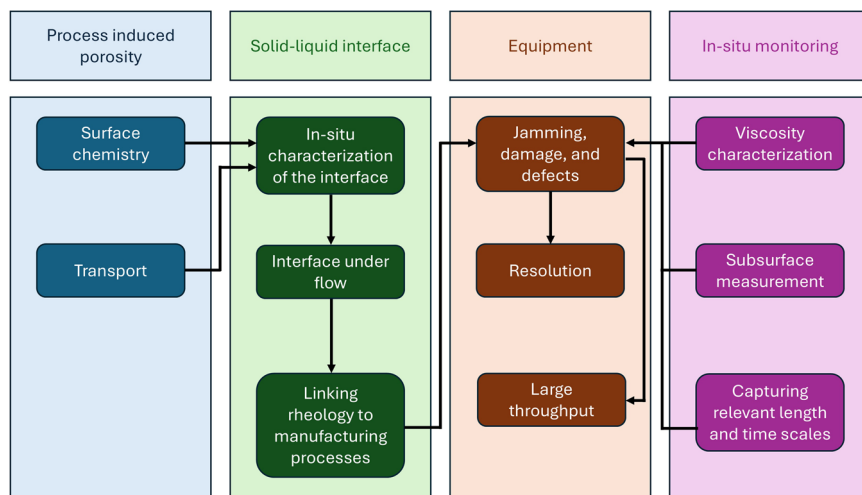 Process induced
porosity
Solid-liquid interface
Equipment
In-situ monitoring
Surface
chemistry
Transport
In-situ
characterization
of the interface
Interface under
flow
Linking
rheology to
manufacturing
processes
Jamming,
damage, and
defects
Resolution
Large
throughput
Viscosity
characterization
Subsurface
measurement
Capturing
relevant length
and time scales